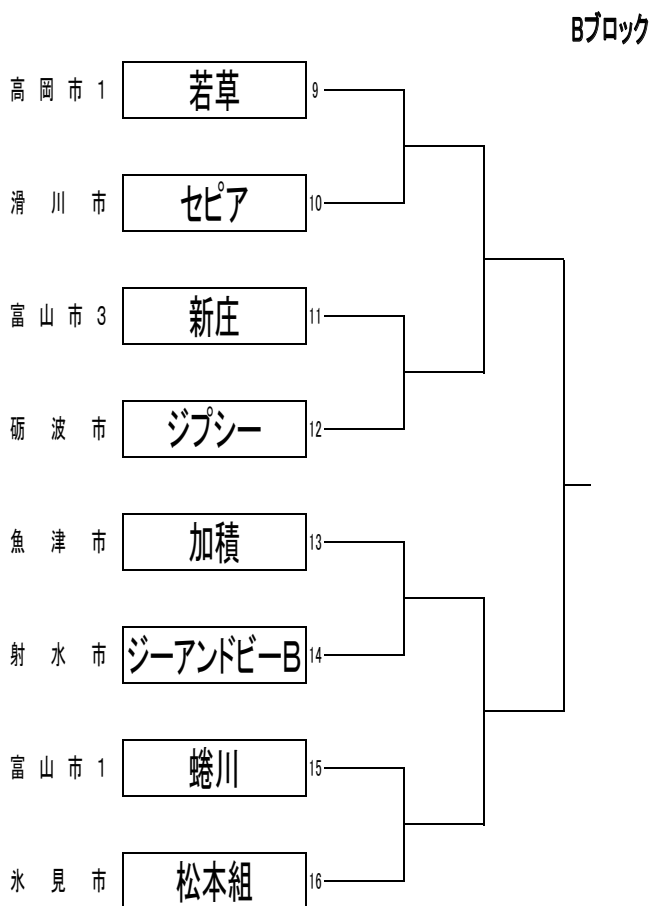 Bブロック
高岡市1 若草 9
滑川市 セピア 10
富山市3 新庄 11
砺波市 ジプシー 12
魚津市 加積 13
射水市 ジーアンドビーB 14
富山市1 蜷川 15
氷見市 松本組 16